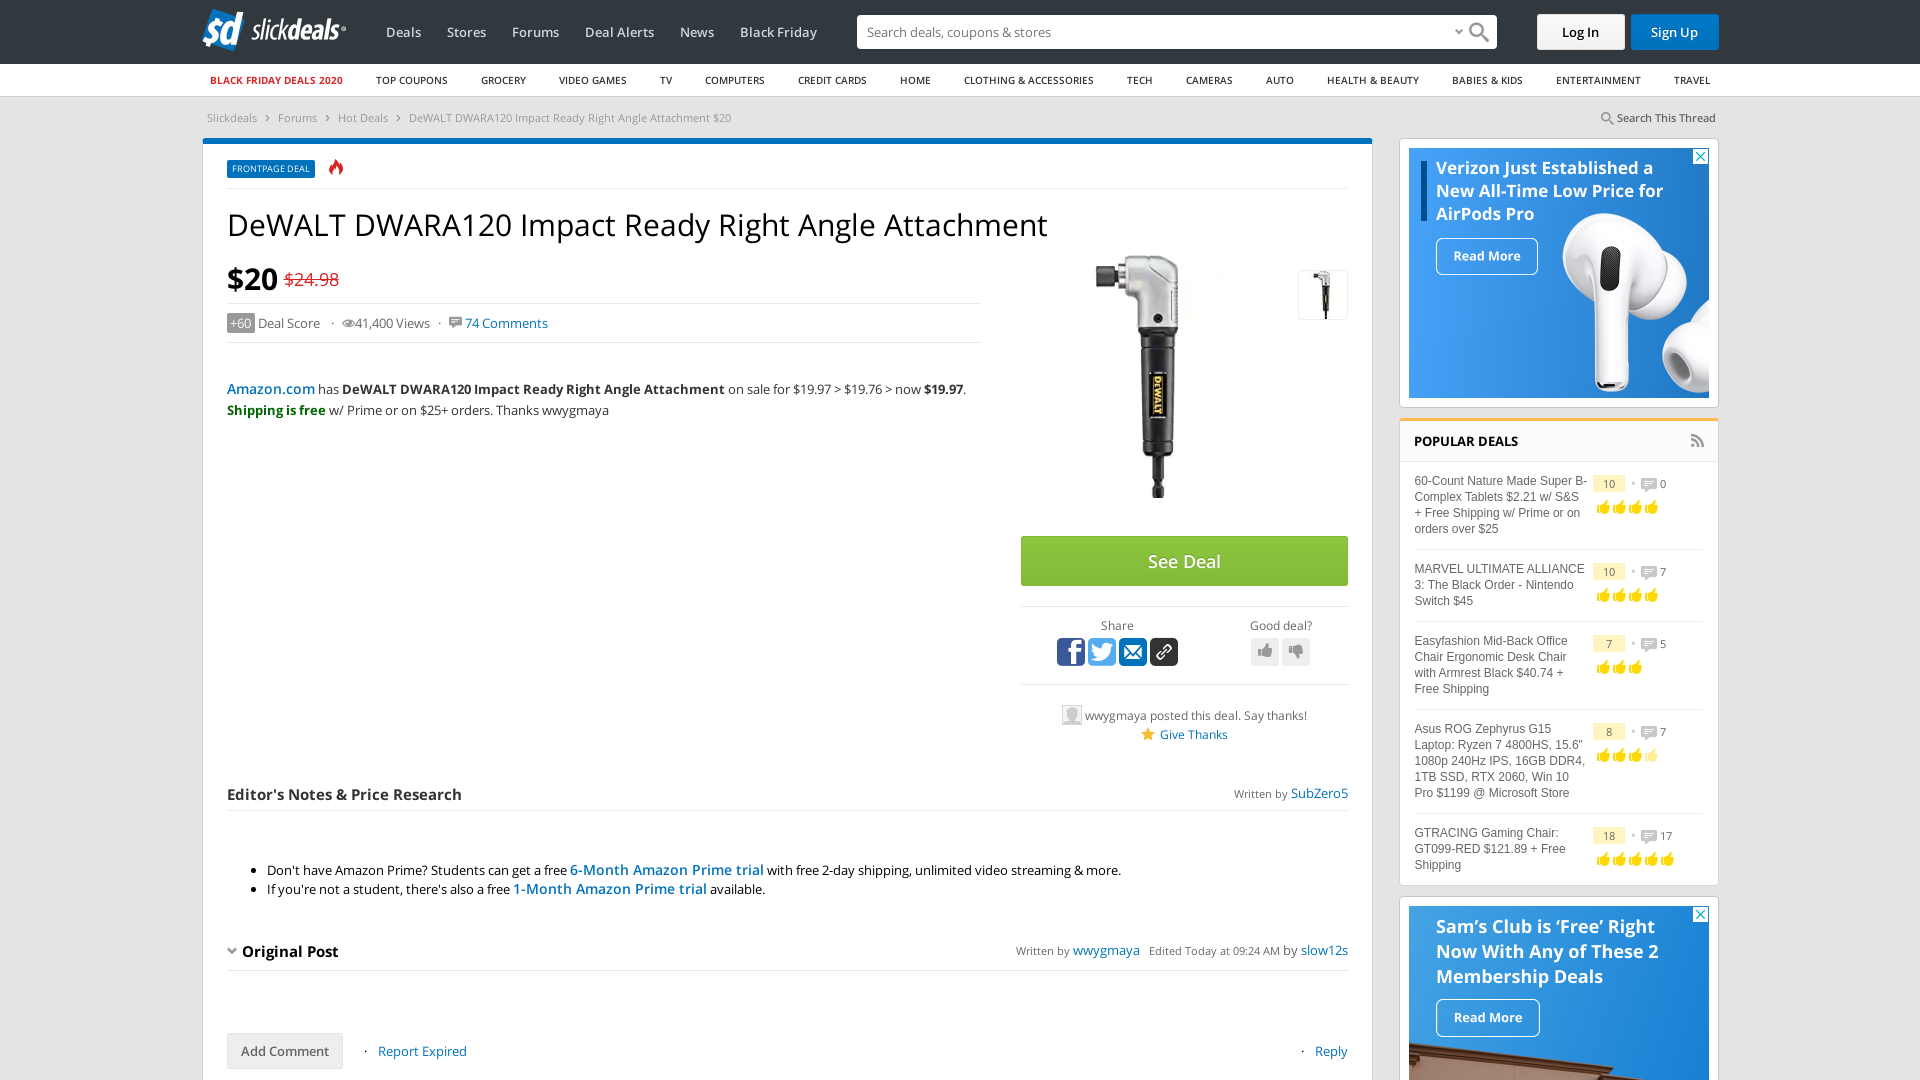 sd slickdeals
Deals
Stores
Forums
Deal Alerts
News
Black Friday
Search deals, coupons & stores
Log In
Sign Up
BLACK FRIDAY DEALS 2020
TOP COUPONS
GROCERY
VIDEO GAMES
TV
COMPUTERS
CREDIT CARDS
HOME
CLOTHING & ACCESSORIES
TECH
CAMERAS
AUTO
HEALTH & BEAUTY
BABIES & KIDS
ENTERTAINMENT
TRAVEL
Slickdeals › Forums › Hot Deals › DeWALT DWARA120 Impact Ready Right Angle Attachment $20
Search This Thread
FRONTPAGE DEAL
DeWALT DWARA120 Impact Ready Right Angle Attachment
$20 $24.98
+60 Deal Score · 41,400 Views · 74 Comments
Amazon.com has DeWALT DWARA120 Impact Ready Right Angle Attachment on sale for $19.97 > $19.76 > now $19.97.
Shipping is free w/ Prime or on $25+ orders. Thanks wwygmaya
DEWALT
See Deal
Share
Good deal?
wwygmaya posted this deal. Say thanks!
Give Thanks
Editor's Notes & Price Research
Written by SubZero5
• Don't have Amazon Prime? Students can get a free 6-Month Amazon Prime trial with free 2-day shipping, unlimited video streaming & more.
• If you're not a student, there's also a free 1-Month Amazon Prime trial available.
Original Post
Written by wwygmaya Edited Today at 09:24 AM by slow12s
Add Comment
· Report Expired
· Reply
Verizon Just Established a
New All-Time Low Price for
AirPods Pro
Read More
POPULAR DEALS
60-Count Nature Made Super B-
Complex Tablets $2.21 w/ S&S
+ Free Shipping w/ Prime or on
orders over $25
10 • 0
MARVEL ULTIMATE ALLIANCE
3: The Black Order - Nintendo
Switch $45
10 • 7
Easyfashion Mid-Back Office
Chair Ergonomic Desk Chair
with Armrest Black $40.74 +
Free Shipping
7 • 5
Asus ROG Zephyrus G15
Laptop: Ryzen 7 4800HS, 15.6"
1080p 240Hz IPS, 16GB DDR4,
1TB SSD, RTX 2060, Win 10
Pro $1199 @ Microsoft Store
8 • 7
GTRACING Gaming Chair:
GT099-RED $121.89 + Free
Shipping
18 • 17
Sam's Club is 'Free' Right
Now With Any of These 2
Membership Deals
Read More